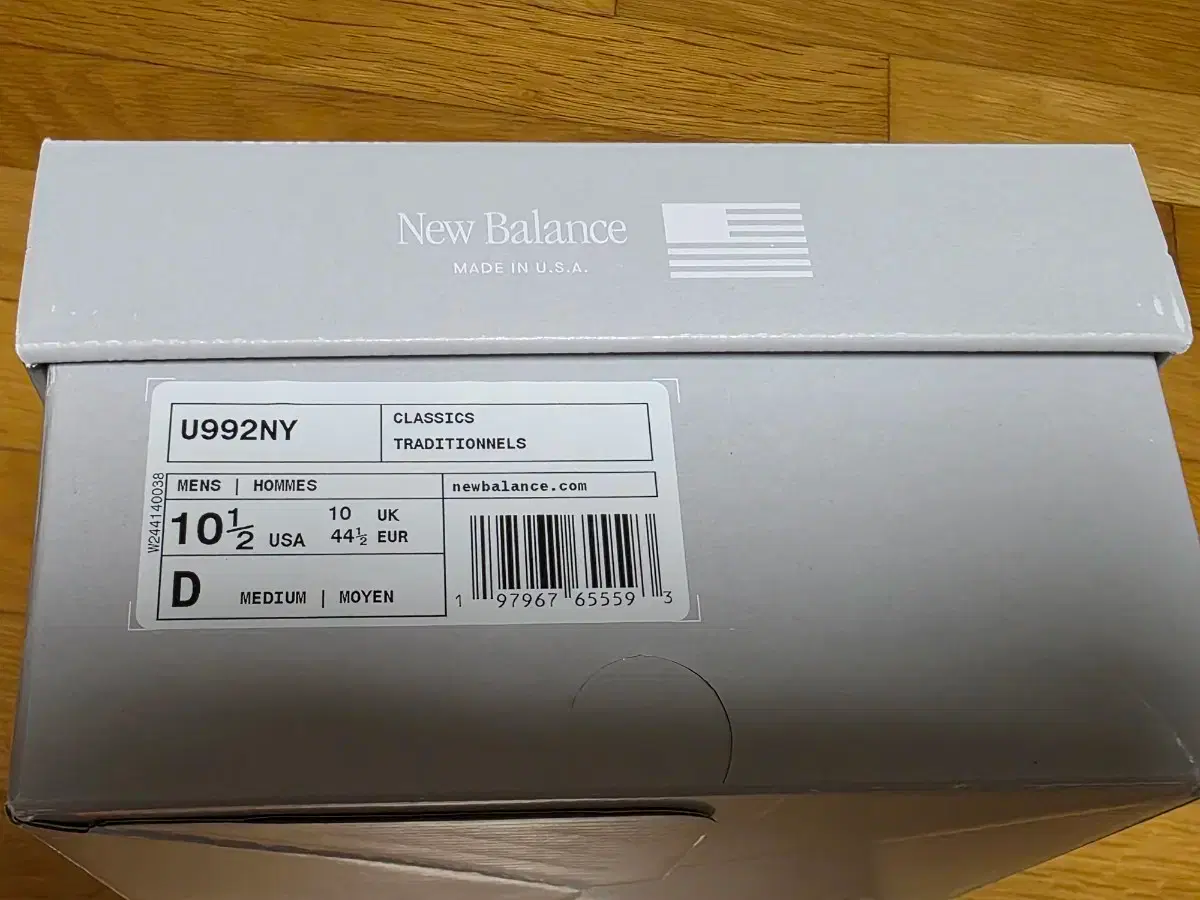 New Balance
MADE IN U.S.A.
U992NY
CLASSICS
TRADITIONNELS
W244140038
MENS | HOMMES
newbalance.com
10½ USA
10 UK
44½ EUR
D MEDIUM | MOYEN
1 97967 65559 3